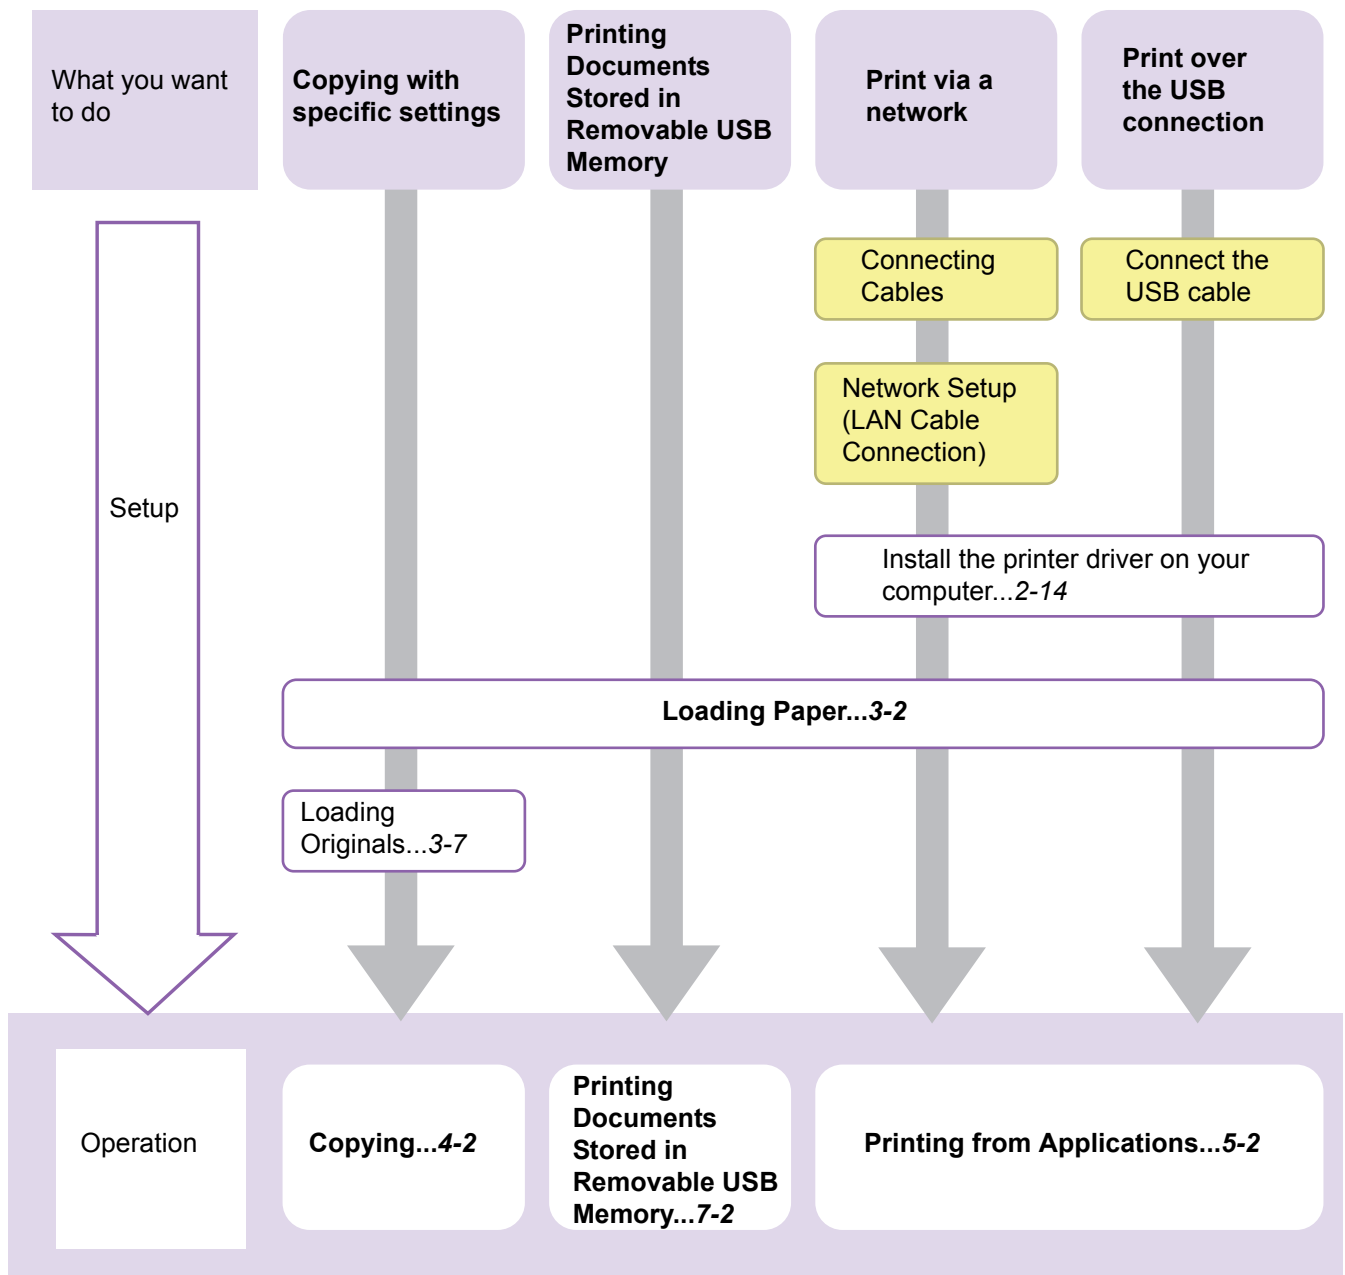 What you want
to do
Copying with
specific settings
Printing
Documents
Stored in
Removable USB
Memory
Print via a
network
Print over
the USB
connection
Connecting
Cables
Connect the
USB cable
Network Setup
(LAN Cable
Connection)
Setup
Install the printer driver on your
computer...2-14
Loading Paper...3-2
Loading
Originals...3-7
Operation
Copying...4-2
Printing
Documents
Stored in
Removable USB
Memory...7-2
Printing from Applications...5-2